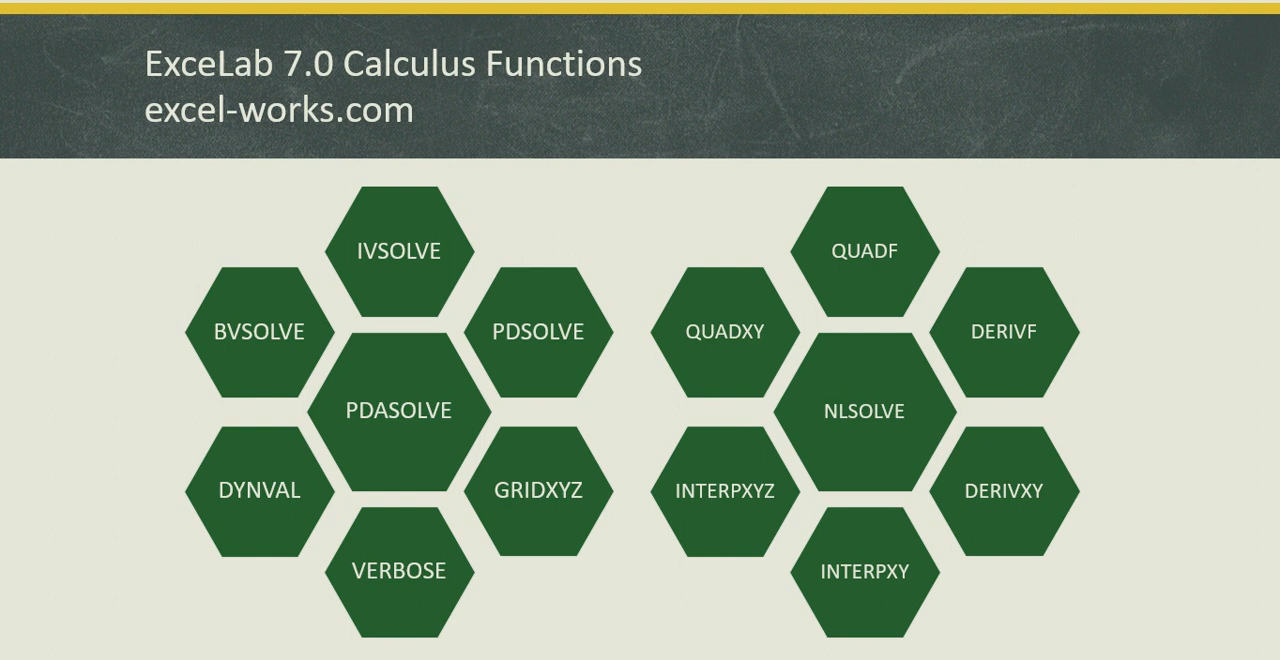 ExceLab 7.0 Calculus Functions
excel-works.com
IVSOLVE
BVSOLVE
PDSOLVE
PDASOLVE
DYNVAL
GRIDXYZ
VERBOSE
QUADF
QUADXY
DERIVF
NLSOLVE
INTERPXYZ
DERIVXY
INTERPXY